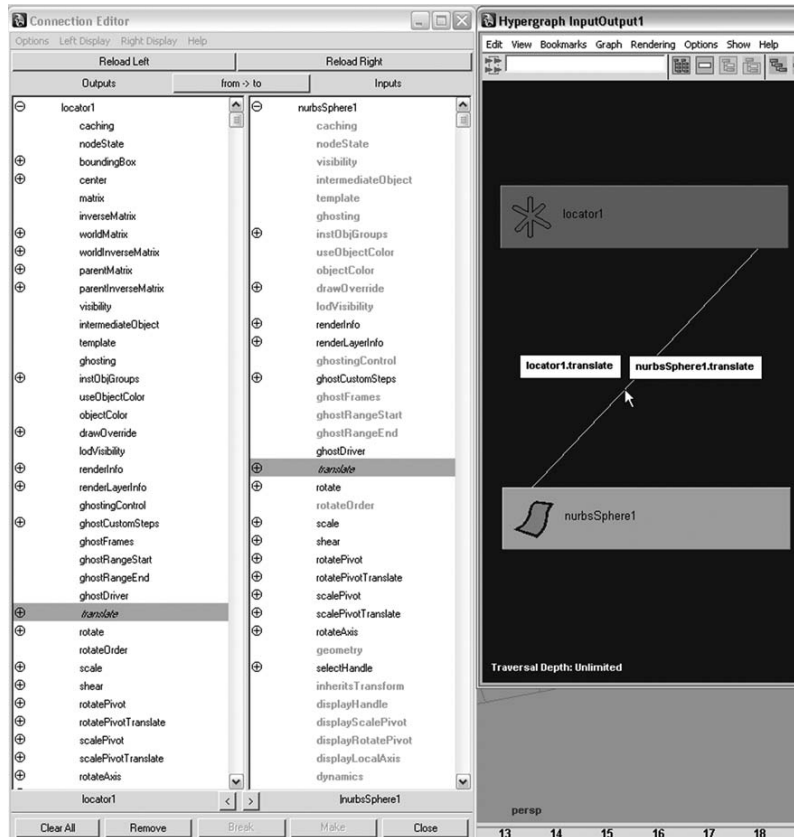 Connection Editor
Options Left Display Right Display Help
Reload Left
Reload Right
Outputs
from -> to
Inputs
locator1
caching
nodeState
boundingBox
center
matrix
inverseMatrix
worldMatrix
worldInverseMatrix
parentMatrix
parentInverseMatrix
visibility
intermediateObject
template
ghosting
instObjGroups
useObjectColor
objectColor
drawOverride
lodVisibility
renderInfo
renderLayerInfo
ghostingControl
ghostCustomSteps
ghostFrames
ghostRangeStart
ghostRangeEnd
ghostDriver
translate
rotate
rotateOrder
scale
shear
rotatePivot
rotatePivotTranslate
scalePivot
scalePivotTranslate
rotateAxis
nurbsSphere1
caching
nodeState
visibility
intermediateObject
template
ghosting
instObjGroups
useObjectColor
objectColor
drawOverride
lodVisibility
renderInfo
renderLayerInfo
ghostingControl
ghostCustomSteps
ghostFrames
ghostRangeStart
ghostRangeEnd
ghostDriver
translate
rotate
rotateOrder
scale
shear
rotatePivot
rotatePivotTranslate
scalePivot
scalePivotTranslate
rotateAxis
geometry
selectHandle
inheritsTransform
displayHandle
displayScalePivot
displayRotatePivot
displayLocalAxis
dynamics
locator1
< >
|nurbsSphere1
Clear All
Remove
Break
Make
Close
Hypergraph InputOutput1
Edit View Bookmarks Graph Rendering Options Show Help
locator1
locator1.translate
nurbsSphere1.translate
nurbsSphere1
Traversal Depth: Unlimited
persp
13 14 15 16 17 18